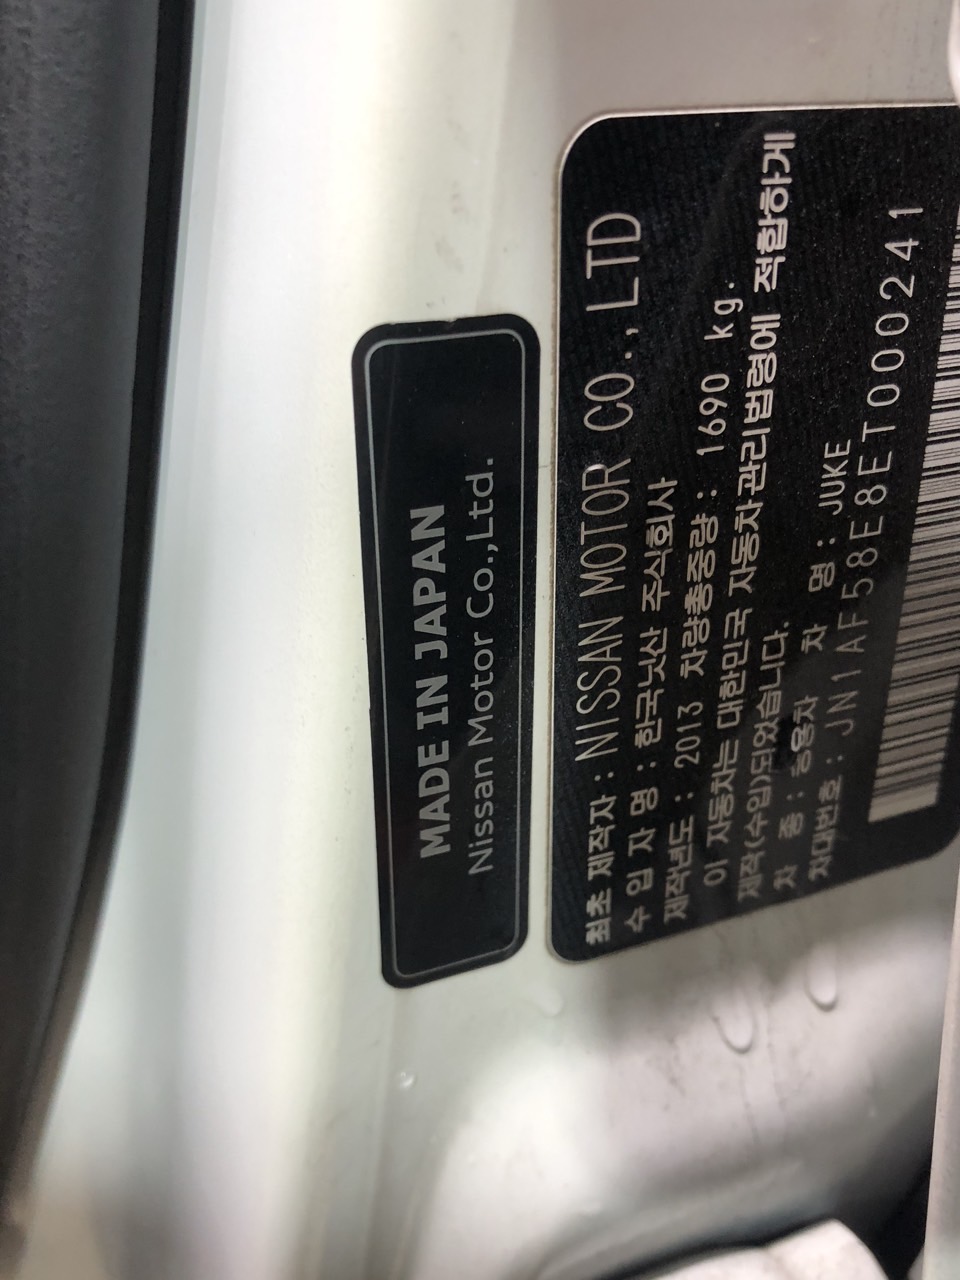 MADE IN JAPAN
Nissan Motor Co.,Ltd.
최초 제작자 : NISSAN MOTOR CO., LTD
수 입 자 명 : 한국닛산 주식회사
제작년도 : 2013 차량총중량 : 1690 kg.
이 자동차는 대한민국 자동차관리법령에 적합하게
제작(수입)되었습니다.
차 종 : 승용차 차 명 : JUKE
차대번호 : JN1AF58E8ET000241